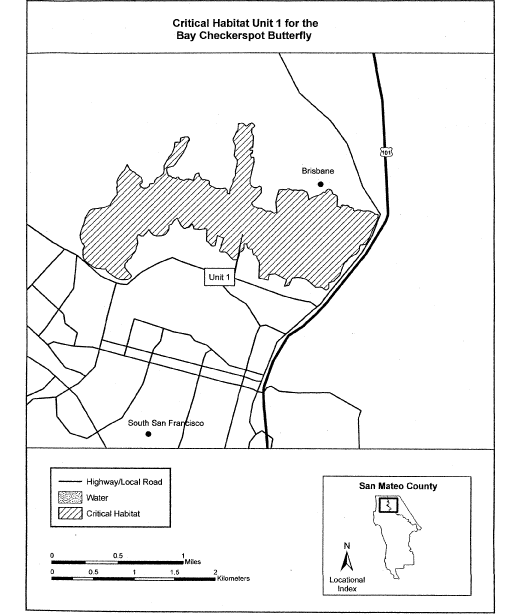 Critical Habitat Unit 1 for the
Bay Checkerspot Butterfly
101
Brisbane
Unit 1
South San Francisco
Highway/Local Road
Water
Critical Habitat
0 0.5 1
Miles
0 0.5 1 1.5 2
Kilometers
San Mateo County
N
Locational
Index